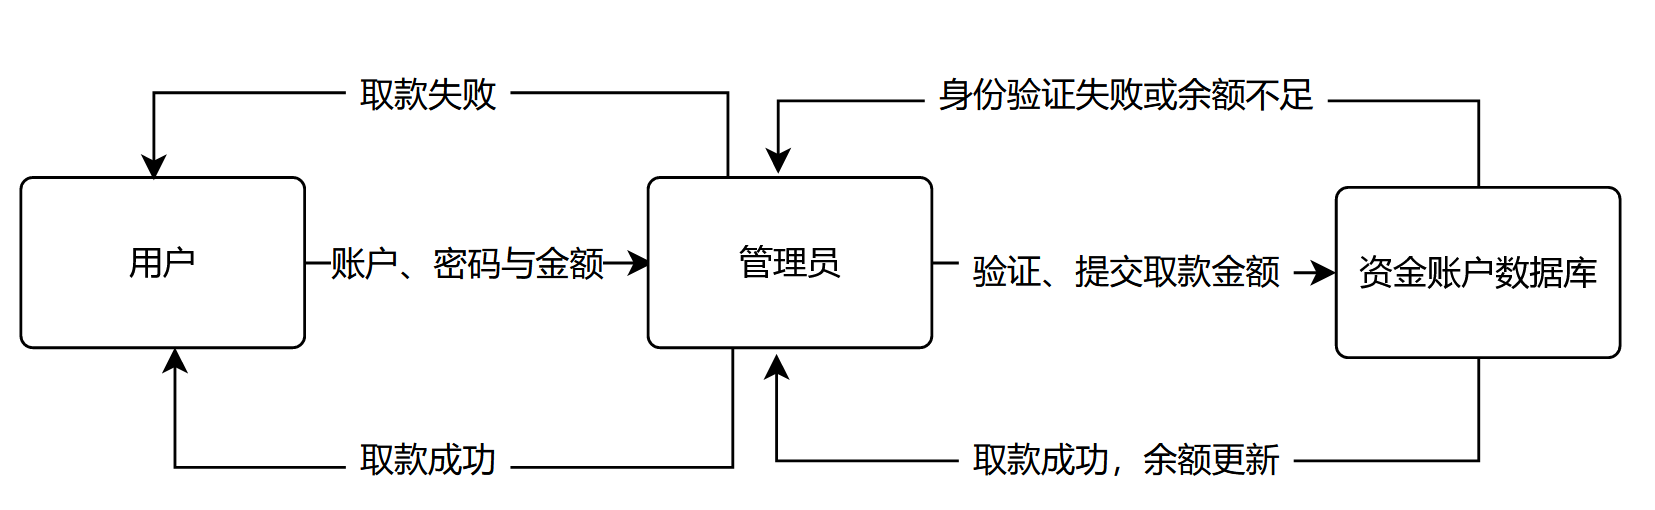 取款失败
身份验证失败或余额不足
用户
账户、密码与金额
管理员
验证、提交取款金额
资金账户数据库
取款成功
取款成功，余额更新